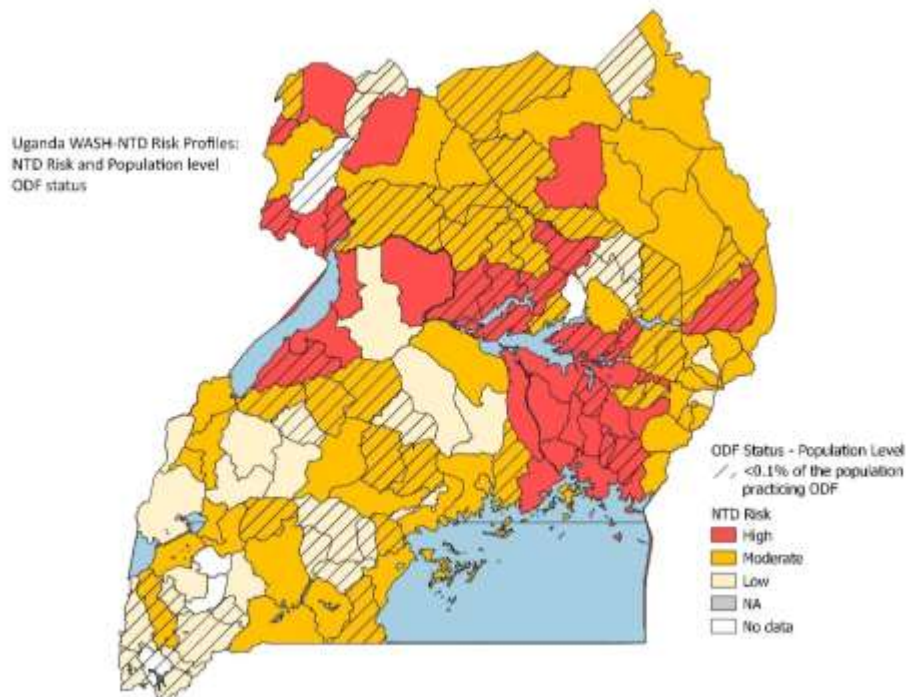 Uganda WASH-NTD Risk Profiles:
NTD Risk and Population level
ODF status
ODF Status - Population Level
<0.1% of the population
practicing ODF
NTD Risk
High
Moderate
Low
NA
No data